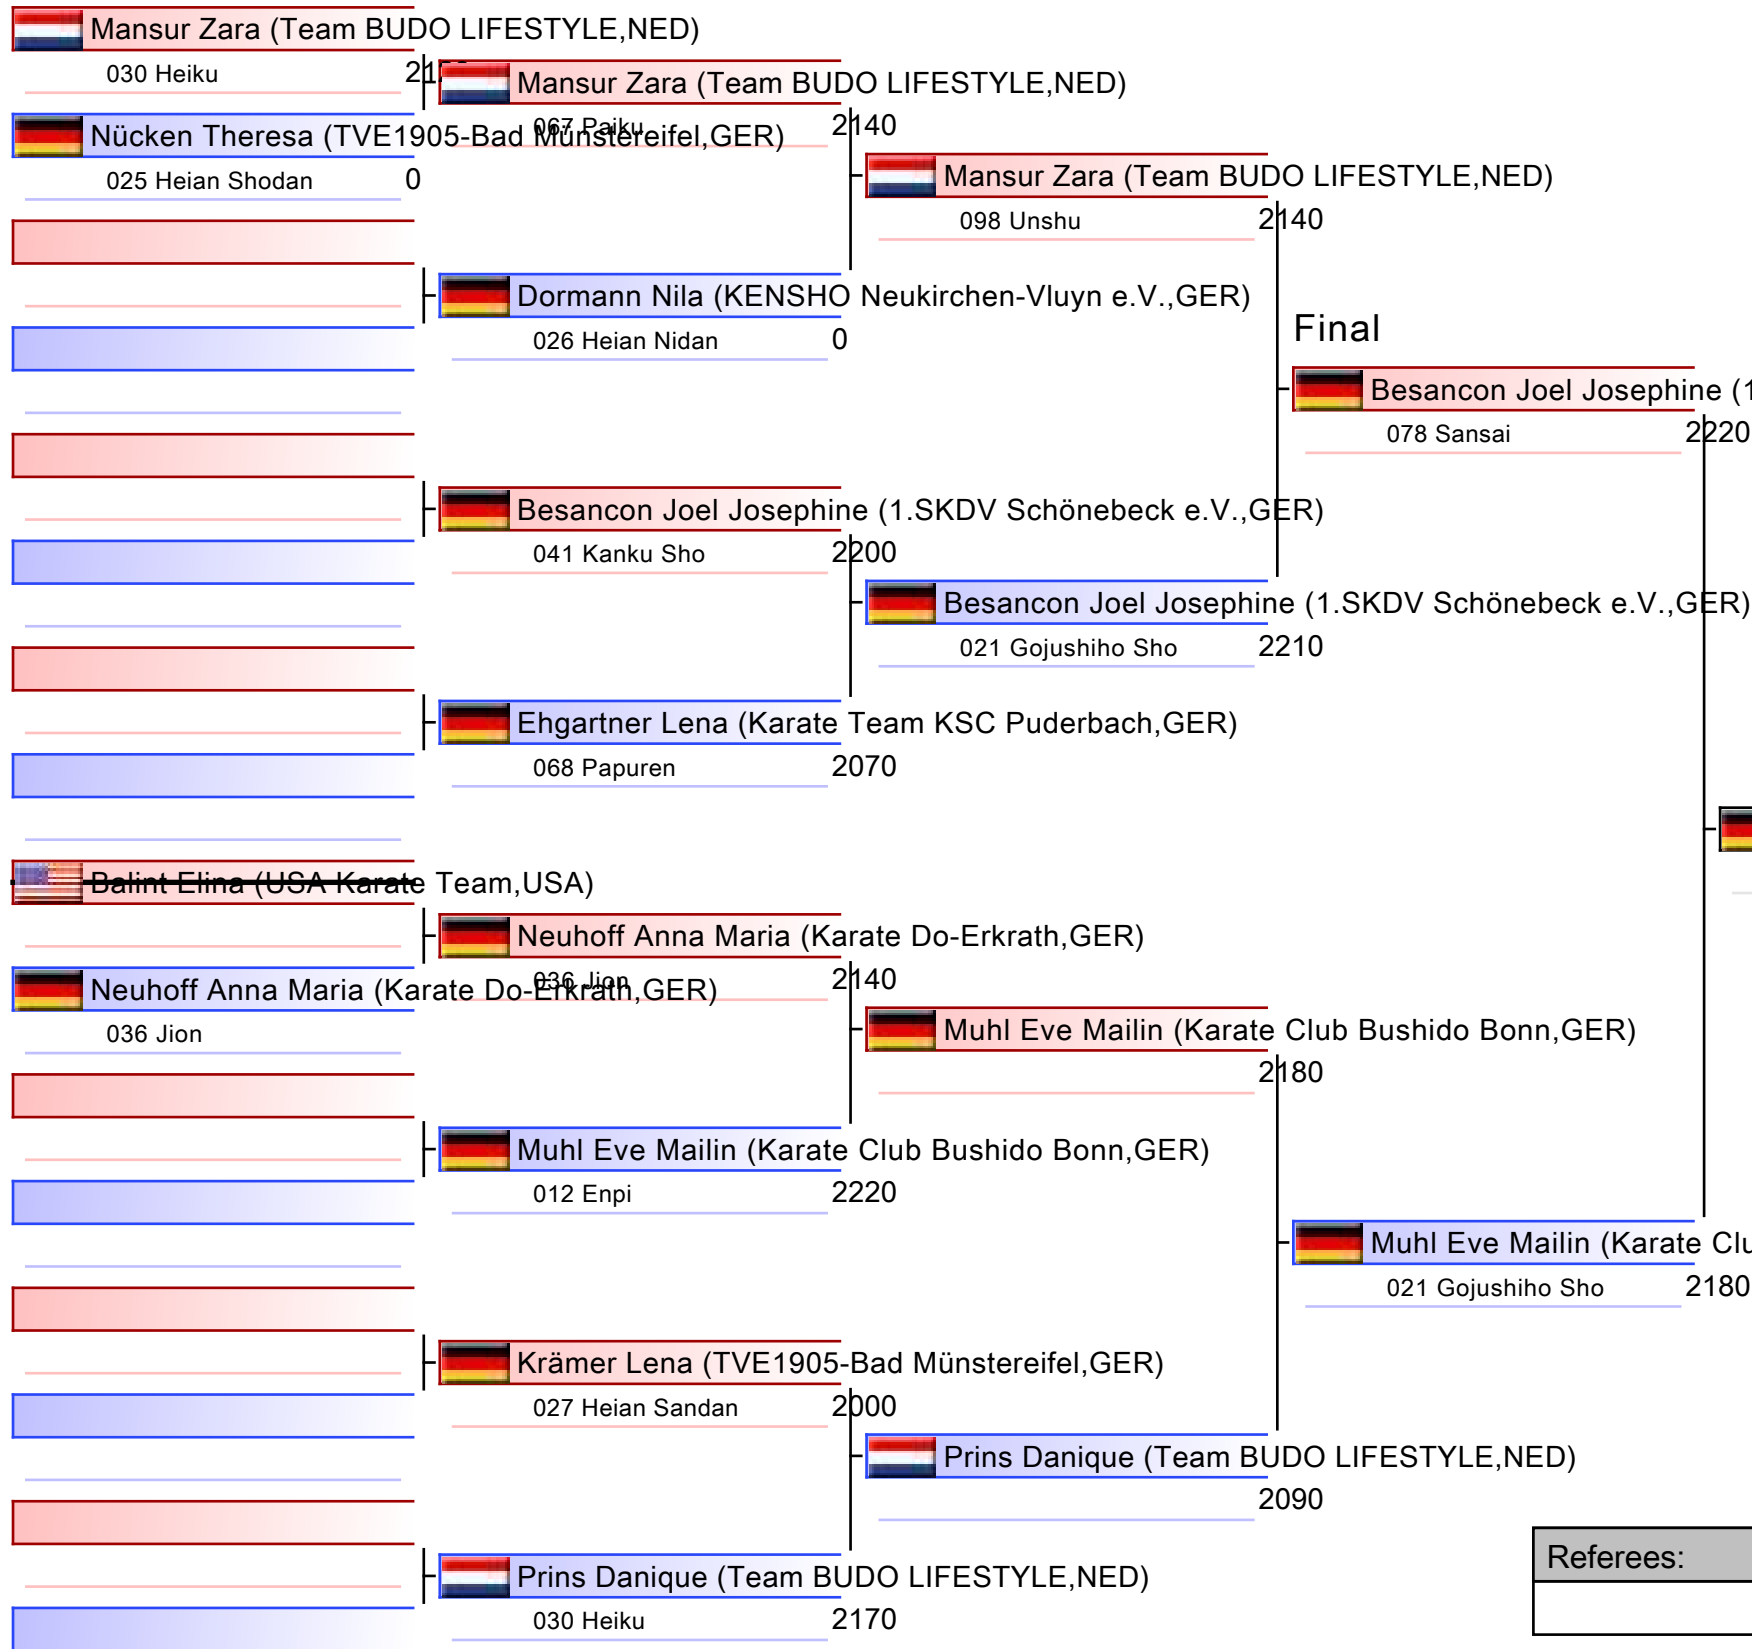 Mansur Zara (Team BUDO LIFESTYLE,NED)
030 Heiku
Nücken Theresa (TVE1905-Bad Münstereifel,GER)
025 Heian Shodan 0
Balint Elina (USA Karate Team,USA)
Neuhoff Anna Maria (Karate Do-Erkrath,GER)
036 Jion
Mansur Zara (Team BUDO LIFESTYLE,NED)
067 Paiku 2140
Dormann Nila (KENSHO Neukirchen-Vluyn e.V.,GER)
026 Heian Nidan 0
Besancon Joel Josephine (1.SKDV Schönebeck e.V.,GER)
041 Kanku Sho 2200
Ehgartner Lena (Karate Team KSC Puderbach,GER)
068 Papuren 2070
Neuhoff Anna Maria (Karate Do-Erkrath,GER)
036 Jion 2140
Muhl Eve Mailin (Karate Club Bushido Bonn,GER)
012 Enpi 2220
Krämer Lena (TVE1905-Bad Münstereifel,GER)
027 Heian Sandan 2000
Prins Danique (Team BUDO LIFESTYLE,NED)
030 Heiku 2170
Mansur Zara (Team BUDO LIFESTYLE,NED)
098 Unshu 2140
Besancon Joel Josephine (1.SKDV Schönebeck e.V.,GER)
021 Gojushiho Sho 2210
Muhl Eve Mailin (Karate Club Bushido Bonn,GER)
2180
Prins Danique (Team BUDO LIFESTYLE,NED)
2090
Final
Besancon Joel Josephine (1
078 Sansai 2220
Muhl Eve Mailin (Karate Clu
021 Gojushiho Sho 2180
Referees: